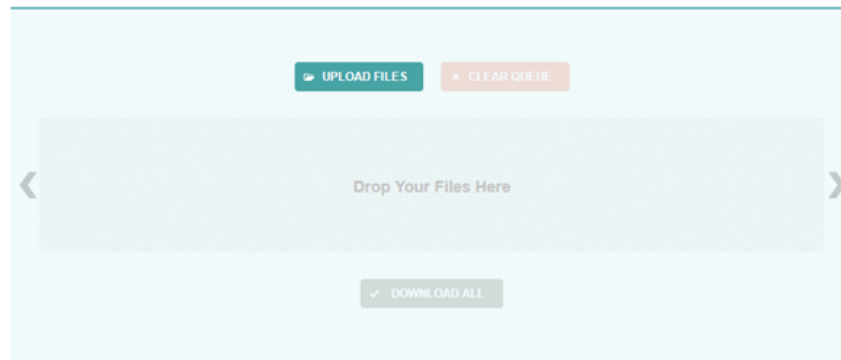 UPLOAD FILES CLEAR QUEUE
Drop Your Files Here
DOWNLOAD ALL